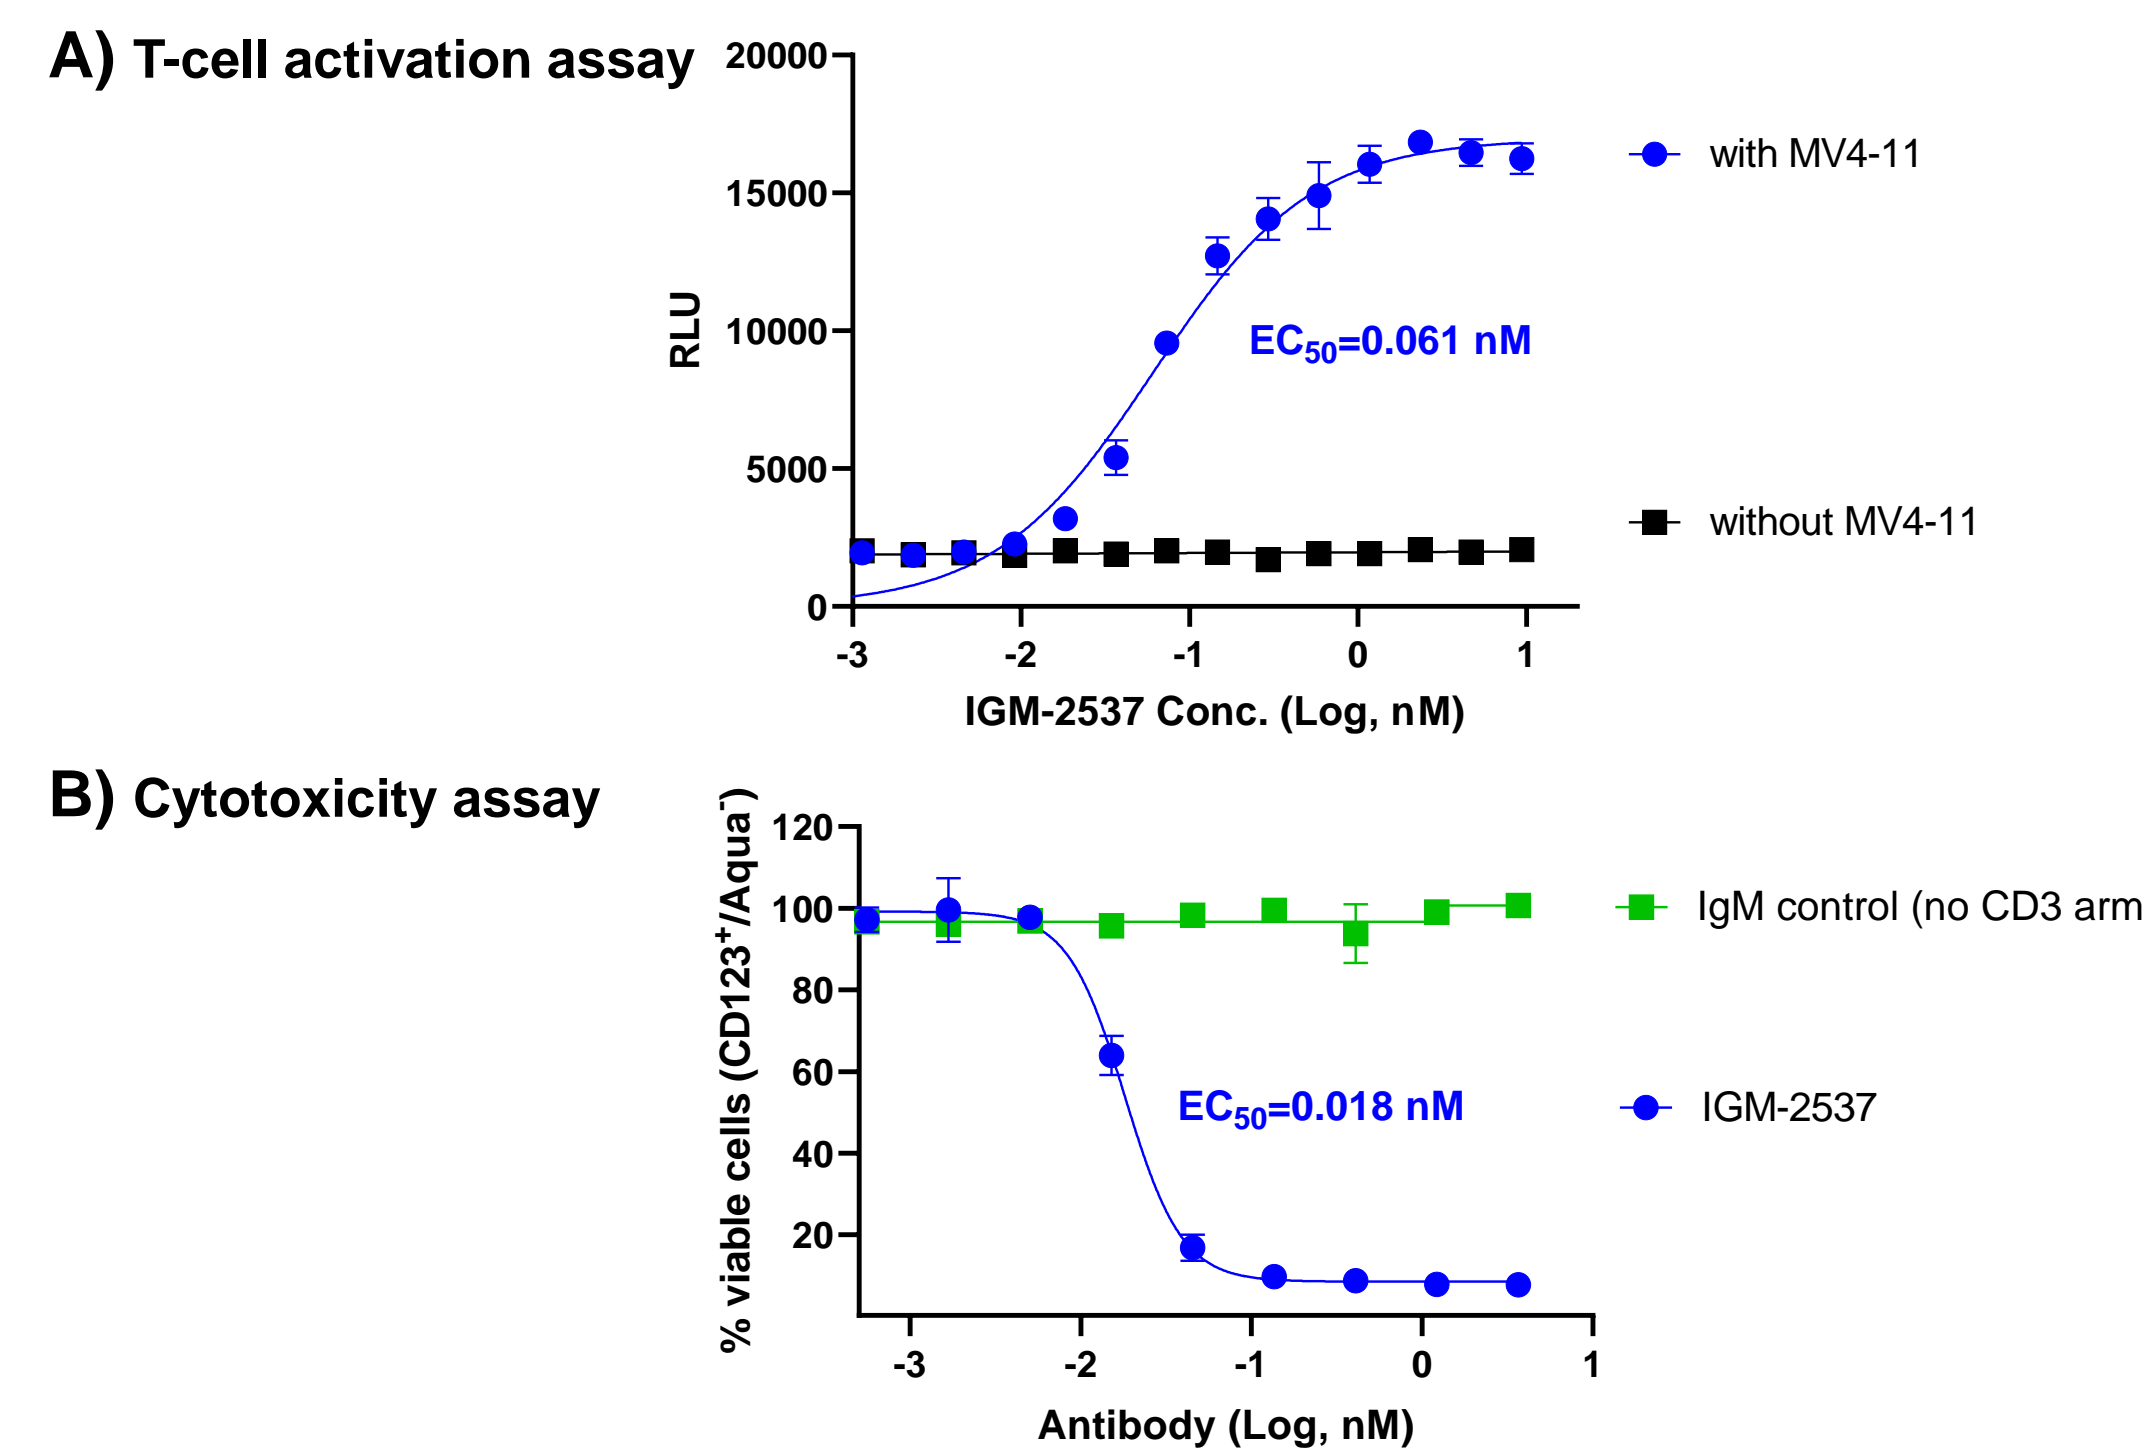 A) T-cell activation assay
20000
15000
10000
5000
0
RLU
EC50=0.061 nM
with MV4-11
without MV4-11
-3 -2 -1 0 1
IGM-2537 Conc. (Log, nM)
B) Cytotoxicity assay
120
100
80
60
40
20
% viable cells (CD123+/Aqua-)
EC50=0.018 nM
IgM control (no CD3 arm
IGM-2537
-3 -2 -1 0 1
Antibody (Log, nM)